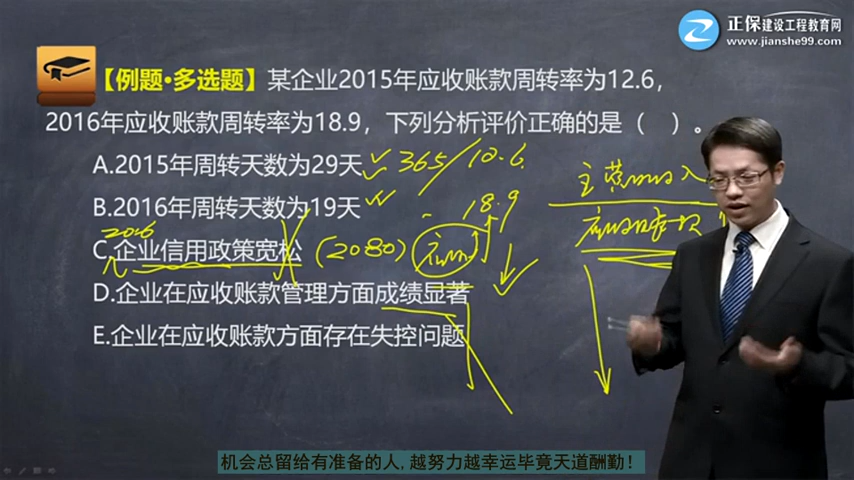 正保建设工程教育网
www.jianshe99.com
【例题·多选题】某企业2015年应收账款周转率为12.6,
2016年应收账款周转率为18.9,下列分析评价正确的是( )。
A.2015年周转天数为29天
365/12.6
B.2016年周转天数为19天
18.9
2016
C.企业信用政策宽松
(2080)
D.企业在应收账款管理方面成绩显著
E.企业在应收账款方面存在失控问题
机会总留给有准备的人,越努力越幸运毕竟天道酬勤!